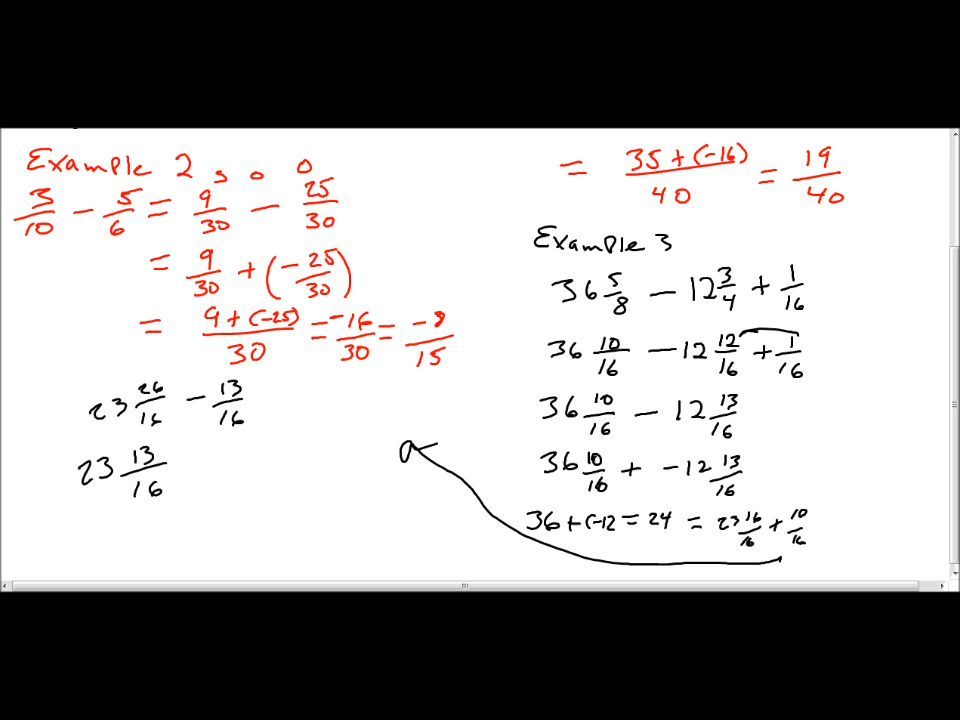 Example 2
3/10 - 5/6 = 9/30 - 25/30
= 9/30 + (-25/30)
= 9+(-25)/30 = -16/30 = -8/15
23 26/16 - 13/16
23 13/16
= 35+(-16)/40 = 19/40
Example 3
36 5/8 - 12 3/4 + 1/16
36 10/16 - 12 12/16 + 1/16
36 10/16 - 12 13/16
36 10/16 + -12 13/16
36 + (-12 = 24 = 23 16/16 + 10/16